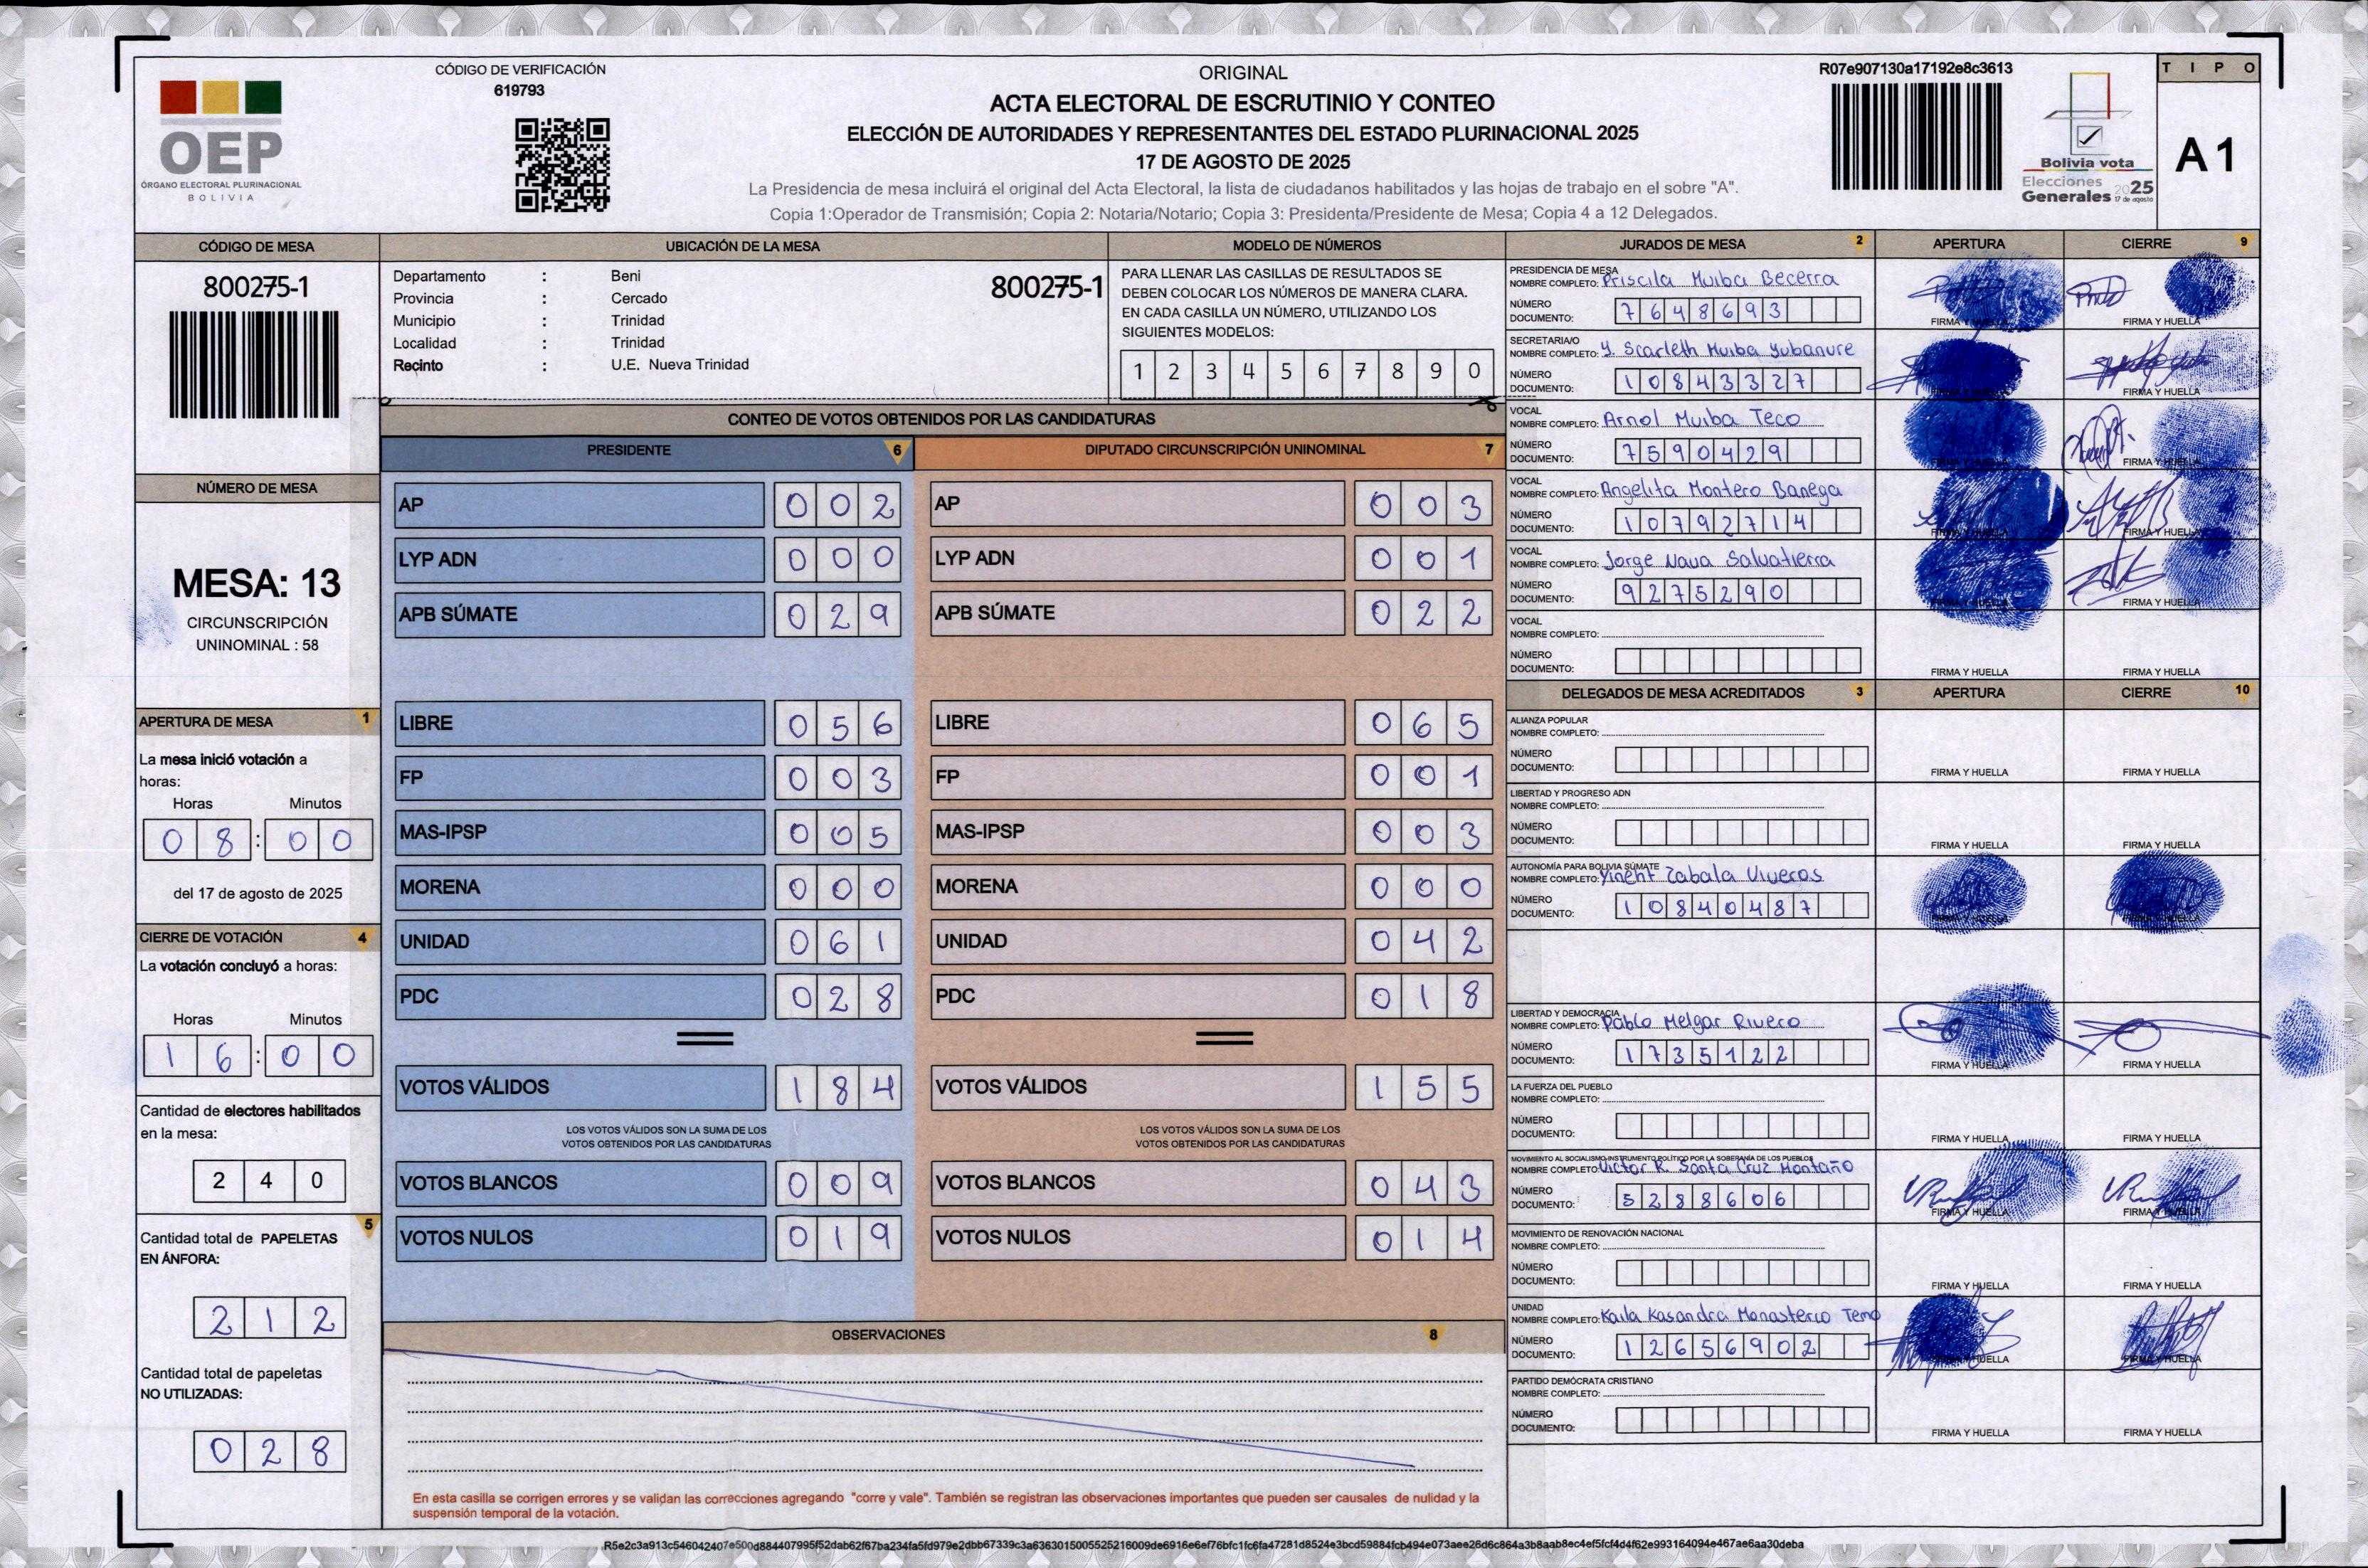 CÓDIGO DE VERIFICACIÓN
619793
OEP
ÓRGANO ELECTORAL PLURINACIONAL
BOLIVIA
ORIGINAL
ACTA ELECTORAL DE ESCRUTINIO Y CONTEO
ELECCIÓN DE AUTORIDADES Y REPRESENTANTES DEL ESTADO PLURINACIONAL 2025
17 DE AGOSTO DE 2025
La Presidencia de mesa incluirá el original del Acta Electoral, la lista de ciudadanos habilitados y las hojas de trabajo en el sobre "A".
Copia 1:Operador de Transmisión; Copia 2: Notaria/Notario; Copia 3: Presidenta/Presidente de Mesa; Copia 4 a 12 Delegados.
R07e907130a17192e8c3613
Bolivia vota
Elecciones
Generales 2025
17 de agosto
TIPO
A 1
CÓDIGO DE MESA
800275-1
NÚMERO DE MESA
MESA: 13
CIRCUNSCRIPCIÓN
UNINOMINAL : 58
APERTURA DE MESA 1
La mesa inició votación a
horas:
Horas Minutos
08:00
del 17 de agosto de 2025
CIERRE DE VOTACIÓN 4
La votación concluyó a horas:
Horas Minutos
16:00
Cantidad de electores habilitados
en la mesa:
240
5
Cantidad total de PAPELETAS
EN ÁNFORA:
212
Cantidad total de papeletas
NO UTILIZADAS:
028
UBICACIÓN DE LA MESA
Departamento : Beni
800275-1
Provincia : Cercado
Municipio : Trinidad
Localidad : Trinidad
Recinto : U.E. Nueva Trinidad
MODELO DE NÚMEROS
PARA LLENAR LAS CASILLAS DE RESULTADOS SE
DEBEN COLOCAR LOS NÚMEROS DE MANERA CLARA.
EN CADA CASILLA UN NÚMERO, UTILIZANDO LOS
SIGUIENTES MODELOS:
1 2 3 4 5 6 7 8 9 0
CONTEO DE VOTOS OBTENIDOS POR LAS CANDIDATURAS
PRESIDENTE 6
AP 002
LYP ADN 000
APB SÚMATE 029
LIBRE 056
FP 003
MAS-IPSP 005
MORENA 000
UNIDAD 061
PDC 028
VOTOS VÁLIDOS 184
LOS VOTOS VÁLIDOS SON LA SUMA DE LOS
VOTOS OBTENIDOS POR LAS CANDIDATURAS
VOTOS BLANCOS 009
VOTOS NULOS 019
DIPUTADO CIRCUNSCRIPCIÓN UNINOMINAL 7
AP 003
LYP ADN 001
APB SÚMATE 022
LIBRE 065
FP 001
MAS-IPSP 003
MORENA 000
UNIDAD 042
PDC 018
VOTOS VÁLIDOS 155
LOS VOTOS VÁLIDOS SON LA SUMA DE LOS
VOTOS OBTENIDOS POR LAS CANDIDATURAS
VOTOS BLANCOS 043
VOTOS NULOS 014
OBSERVACIONES 8
En esta casilla se corrigen errores y se validan las correcciones agregando "corre y vale". También se registran las observaciones importantes que pueden ser causales de nulidad y la
suspensión temporal de la votación.
JURADOS DE MESA 2 APERTURA CIERRE 9
PRESIDENCIA DE MESA
NOMBRE COMPLETO: Priscila Muiba Becerra
NÚMERO
DOCUMENTO: 7648693
FIRMA Y HUELLA FIRMA Y HUELLA
SECRETARIA/O
NOMBRE COMPLETO: Y. Scarleth Muiba Yubanure
NÚMERO
DOCUMENTO: 10843327
FIRMA Y HUELLA
VOCAL
NOMBRE COMPLETO: Arnol Muiba Teco
NÚMERO
DOCUMENTO: 7590429
FIRMA Y HUELLA
VOCAL
NOMBRE COMPLETO: Angelita Montero Banega
NÚMERO
DOCUMENTO: 10792714
FIRMA Y HUELLA FIRMA Y HUELLA
VOCAL
NOMBRE COMPLETO: Jorge Nava Salvatierra
NÚMERO
DOCUMENTO: 9275290
FIRMA Y HUELLA FIRMA Y HUELLA
VOCAL
NOMBRE COMPLETO:
NÚMERO
DOCUMENTO:
FIRMA Y HUELLA FIRMA Y HUELLA
DELEGADOS DE MESA ACREDITADOS 3 APERTURA CIERRE 10
ALIANZA POPULAR
NOMBRE COMPLETO:
NÚMERO
DOCUMENTO:
FIRMA Y HUELLA FIRMA Y HUELLA
LIBERTAD Y PROGRESO ADN
NOMBRE COMPLETO:
NÚMERO
DOCUMENTO:
FIRMA Y HUELLA FIRMA Y HUELLA
AUTONOMÍA PARA BOLIVIA SÚMATE
NOMBRE COMPLETO: Yineht Zabala Viveros
NÚMERO
DOCUMENTO: 10840487
LIBERTAD Y DEMOCRACIA
NOMBRE COMPLETO: Pablo Melgar Rivero
NÚMERO
DOCUMENTO: 1735122
FIRMA Y HUELLA FIRMA Y HUELLA
LA FUERZA DEL PUEBLO
NOMBRE COMPLETO:
NÚMERO
DOCUMENTO:
FIRMA Y HUELLA FIRMA Y HUELLA
MOVIMIENTO AL SOCIALISMO-INSTRUMENTO POLÍTICO POR LA SOBERANÍA DE LOS PUEBLOS
NOMBRE COMPLETO: Victor R. Santa Cruz Montaño
NÚMERO
DOCUMENTO: 5288606
FIRMA Y HUELLA FIRMA Y HUELLA
MOVIMIENTO DE RENOVACIÓN NACIONAL
NOMBRE COMPLETO:
NÚMERO
DOCUMENTO:
FIRMA Y HUELLA FIRMA Y HUELLA
UNIDAD
NOMBRE COMPLETO: Kaila Kasandra Monasterio Temo
NÚMERO
DOCUMENTO: 12656902
FIRMA Y HUELLA FIRMA Y HUELLA
PARTIDO DEMÓCRATA CRISTIANO
NOMBRE COMPLETO:
NÚMERO
DOCUMENTO:
FIRMA Y HUELLA FIRMA Y HUELLA